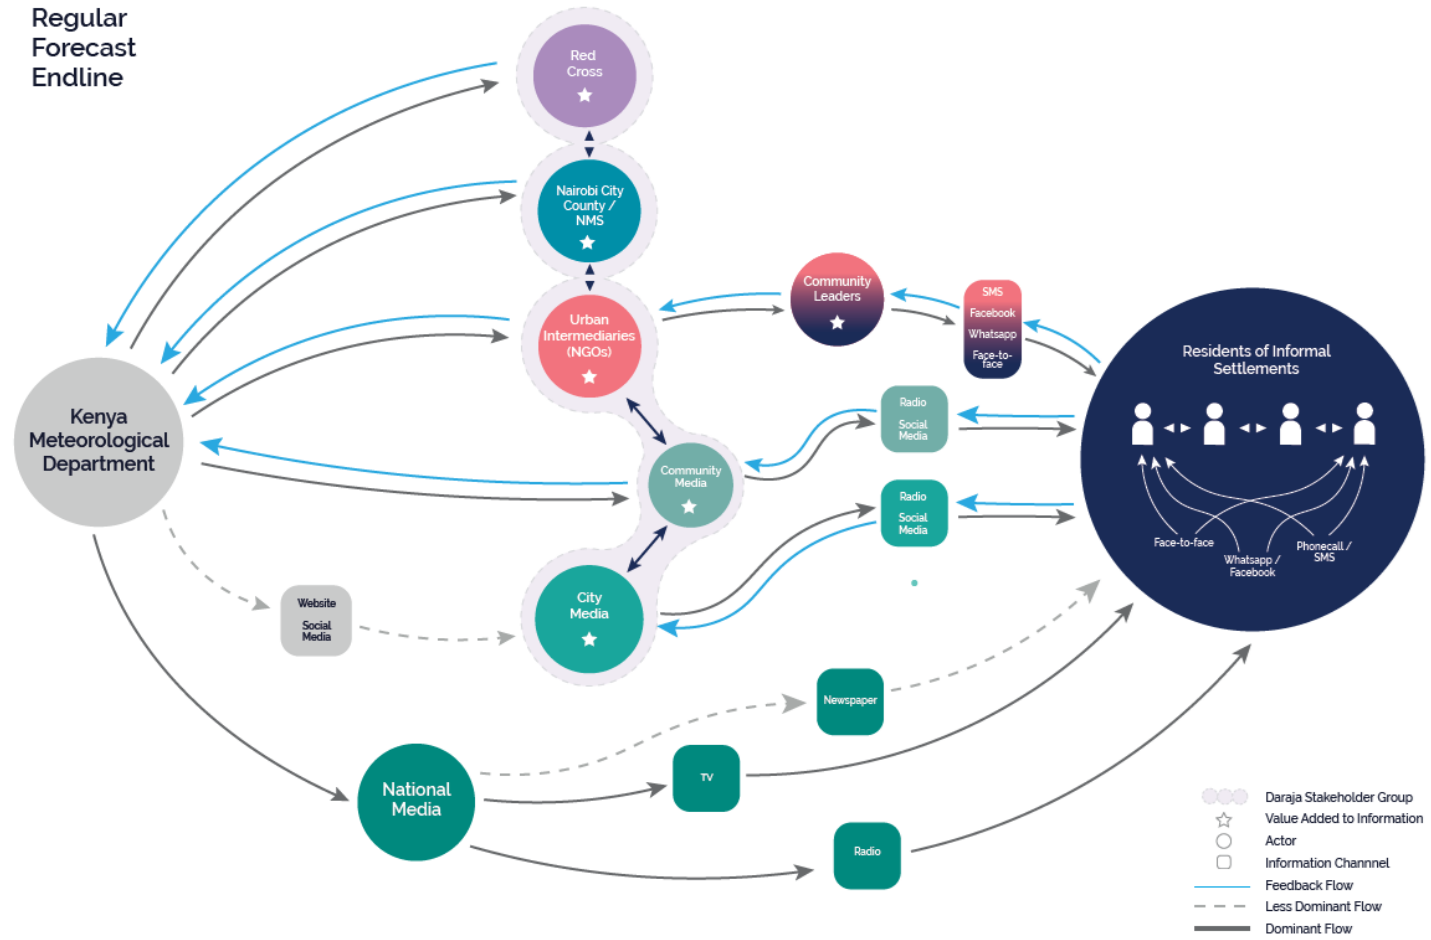 Regular
Forecast
Endline
Red
Cross
Nairobi City
County /
NMS
Urban
Intermediaries
(NGOs)
Community
Leaders
SMS
Facebook
Whatsapp
Face-to-
face
Residents of Informal
Settlements
Kenya
Meteorological
Department
Radio
Social
Media
Community
Media
Radio
Social
Media
Face-to-face
Whatsapp /
Facebook
Phonecall /
SMS
Website
Social
Media
City
Media
Newspaper
National
Media
TV
Radio
Daraja Stakeholder Group
Value Added to Information
Actor
Information Channnel
Feedback Flow
Less Dominant Flow
Dominant Flow